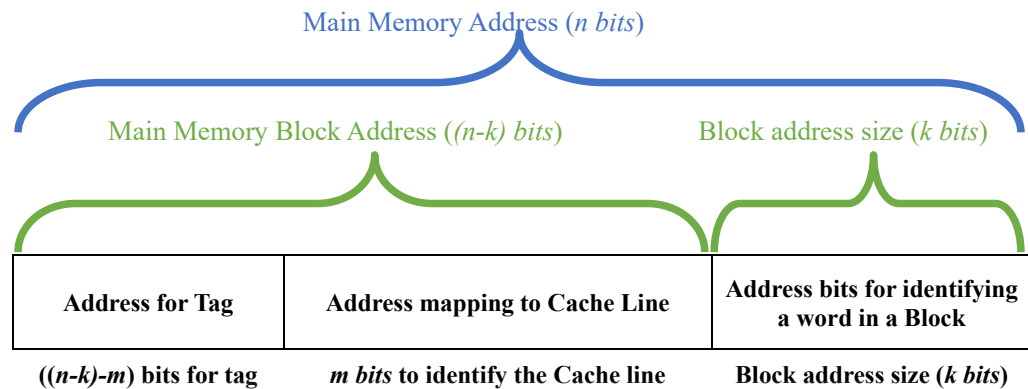 Main Memory Address (n bits)
Main Memory Block Address ((n-k) bits)
Block address size (k bits)
Address for Tag
Address mapping to Cache Line
Address bits for identifying
a word in a Block
((n-k)-m) bits for tag
m bits to identify the Cache line
Block address size (k bits)